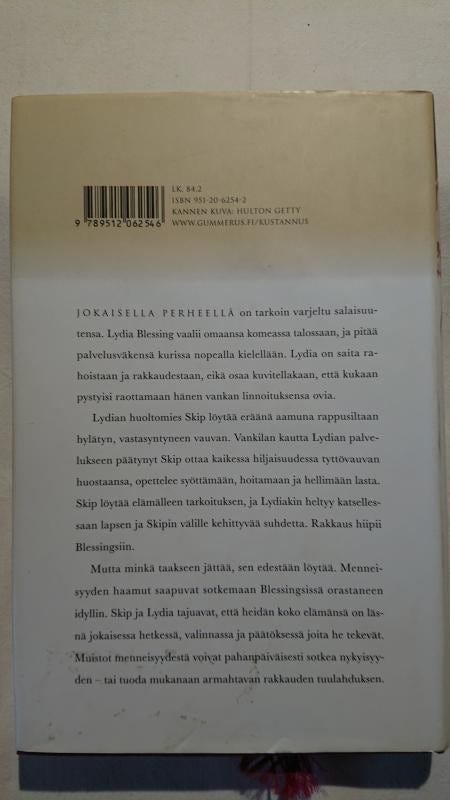 LK. 84.2
ISBN 951-20-6254-2
KANNEN KUVA: HULTON GETTY
WWW.GUMMERUS.FI/KUSTANNUS
9 789512 062546
JOKAISELLA PERHEELLÄ on tarkoin varjeltu salaisuu-
tensa. Lydia Blessing vaalii omaansa komeassa talossaan, ja pitää
palvelusväkensä kurissa nopealla kielellään. Lydia on saita ra-
hoistaan ja rakkaudestaan, eikä osaa kuvitellakaan, että kukaan
pystyisi raottamaan hänen vankan linnoituksensa ovia.
Lydian huoltomies Skip löytää eräänä aamuna rappusiltaan
hylätyn, vastasyntyneen vauvan. Vankilan kautta Lydian palve-
lukseen päätynyt Skip ottaa kaikessa hiljaisuudessa tyttövauvan
huostaansa, opettelee syöttämään, hoitamaan ja hellimään lasta.
Skip löytää elämälleen tarkoituksen, ja Lydiakin heltyy katselles-
saan lapsen ja Skipin välille kehittyvää suhdetta. Rakkaus hiipii
Blessingsiin.
Mutta minkä taakseen jättää, sen edestään löytää. Mennei-
syyden haamut saapuvat sotkemaan Blessingsissä orastaneen
idyllin. Skip ja Lydia tajuavat, että heidän koko elämänsä on läs-
nä jokaisessa hetkessä, valinnassa ja päätöksessä joita he tekevät.
Muistot menneisyydestä voivat pahanpäiväisesti sotkea nykyisyy-
den – tai tuoda mukanaan armahtavan rakkauden tuulahduksen.